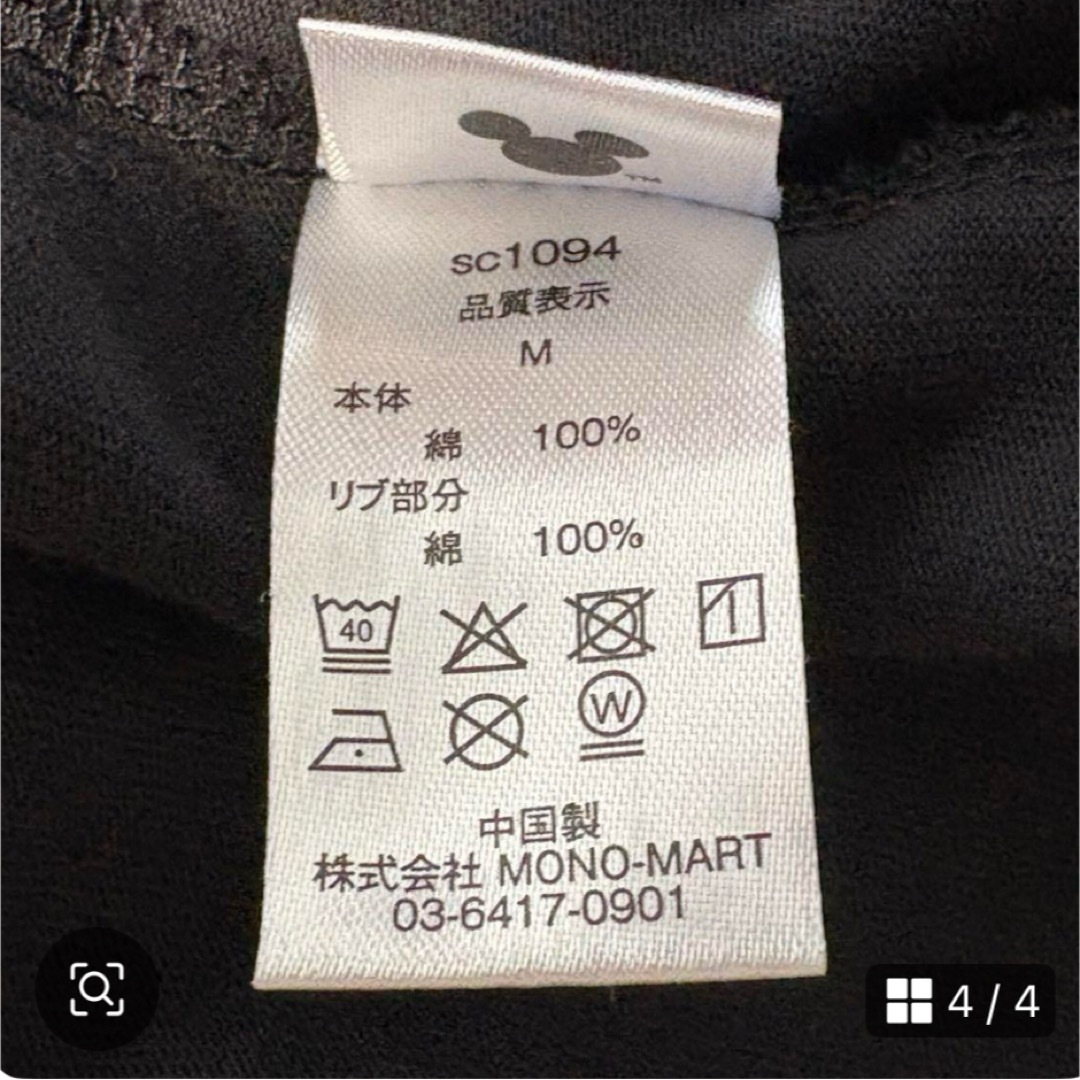 TM
sc1094
品質表示
M
本体
綿 100%
リブ部分
綿 100%
40
W
中国製
株式会社 MONO-MART
03-6417-0901
4 / 4